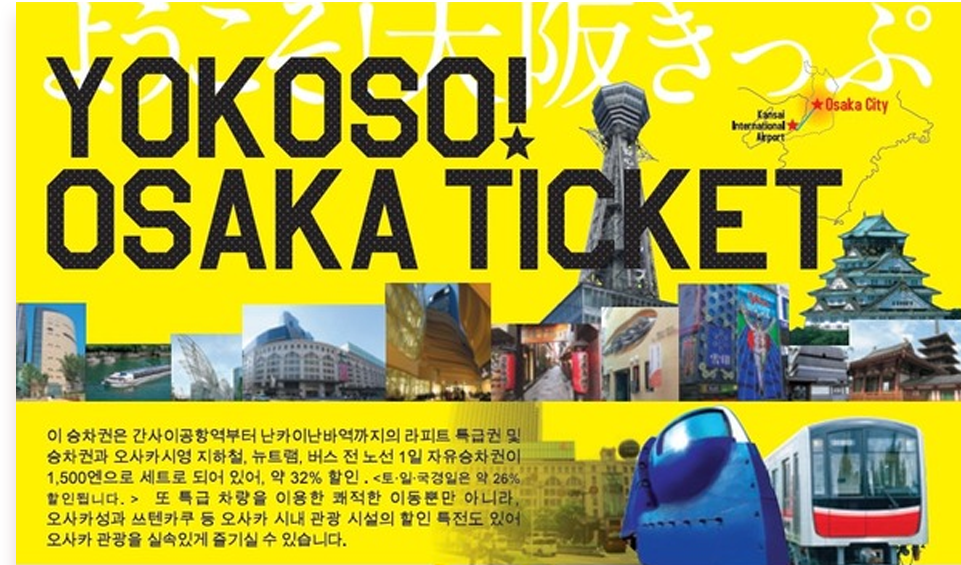 ようこそ!大阪きっぷ
YOKOSO!
OSAKA TICKET
Osaka City
Kansai
International
Airport
이 승차권은 간사이공항역부터 난카이난바역까지의 라피트 특급권 및
승차권과 오사카시영 지하철, 뉴트램, 버스 전 노선 1일 자유승차권이
1,500엔으로 세트로 되어 있어, 약 32% 할인 . <토·일·국경일은 약 26%
할인됩니다. > 또 특급 차량을 이용한 쾌적한 이동뿐만 아니라,
오사카성과 쓰텐카쿠 등 오사카 시내 관광 시설의 할인 특전도 있어
오사카 관광을 실속있게 즐기실 수 있습니다.